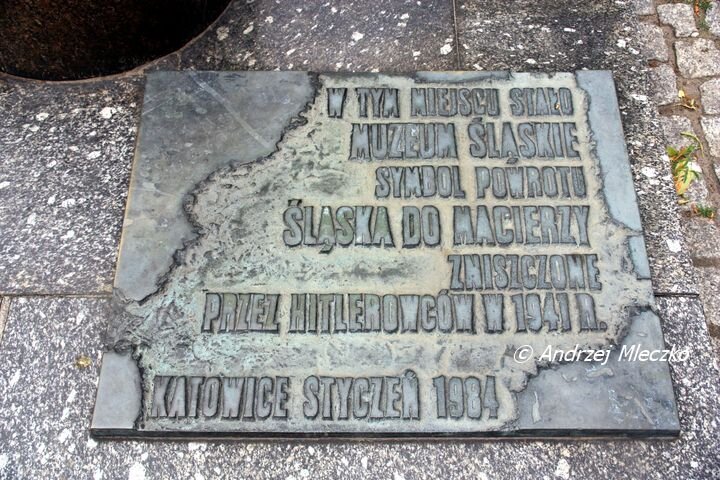 W TYM MIEJSCU STAŁO
MUZEUM ŚLĄSKIE
SYMBOL POWROTU
ŚLĄSKA DO MACIERZY
ZNISZCZONE
PRZEZ HITLEROWCÓW W 1941 R.
© Andrzej Mleczko
KATOWICE STYCZEŃ 1984